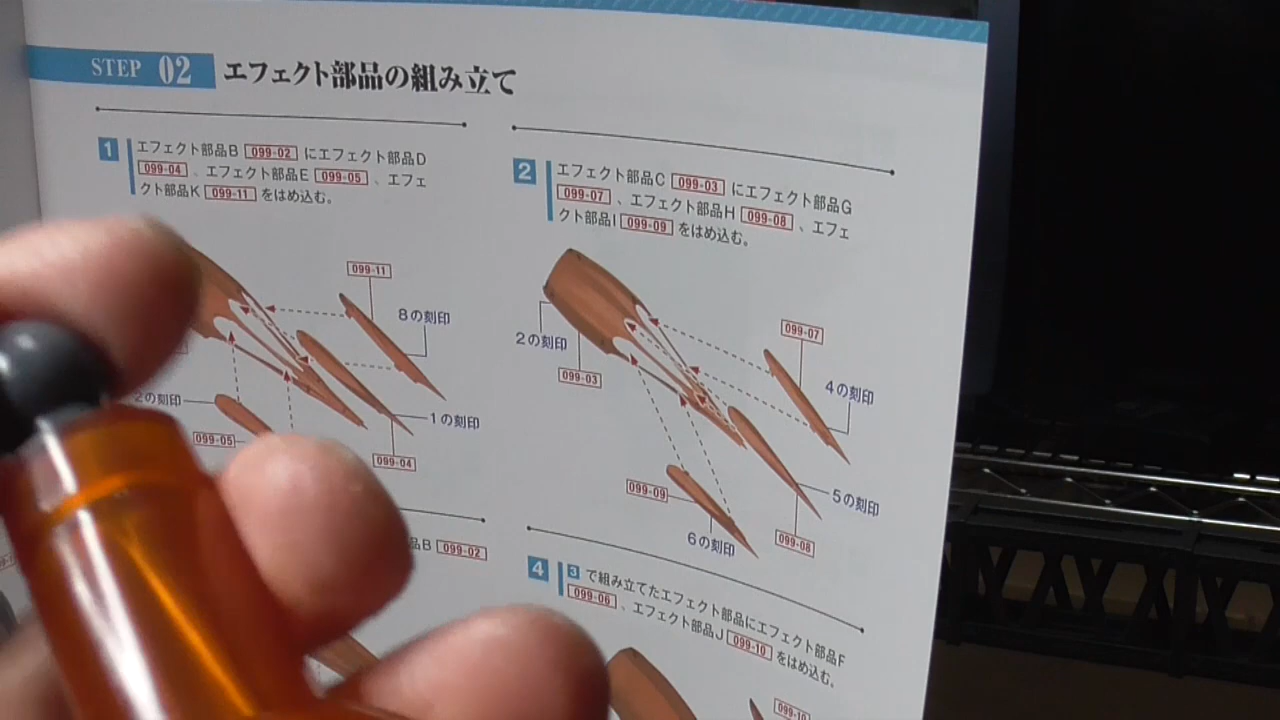 STEP 02 エフェクト部品の組み立て
1
エフェクト部品B 099-02 にエフェクト部品D
099-04 、エフェクト部品E 099-05 、エフェ
クト部品K 099-11 をはめ込む。
099-11
8の刻印
1の刻印
099-04
2の刻印
099-05
2
エフェクト部品C 099-03 にエフェクト部品G
099-07 、エフェクト部品H 099-08 、エフェ
クト部品I 099-09 をはめ込む。
2の刻印
099-03
099-07
4の刻印
5の刻印
099-08
099-09
6の刻印
品B 099-02
4
3 で組み立てたエフェクト部品にエフェクト部品F
099-06 、エフェクト部品J 099-10 をはめ込む。
099-10